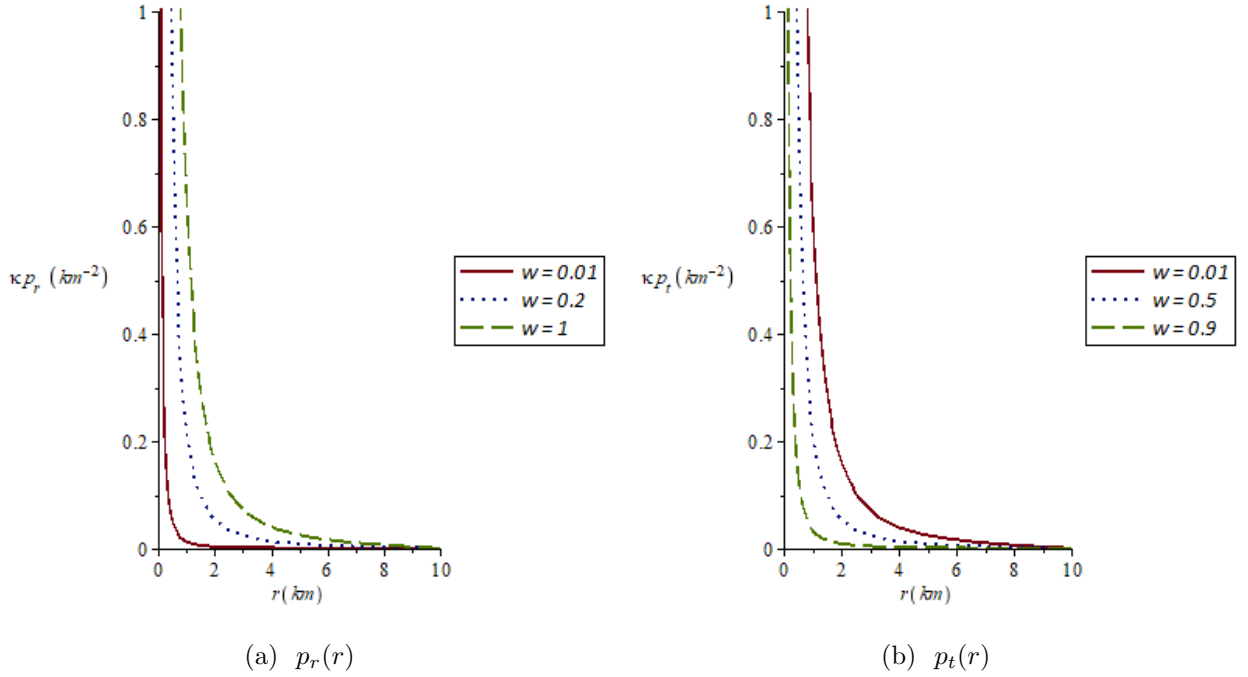 1
0.8
0.6
κ p_r (km⁻²)
0.4
0.2
0
0 2 4 6 8 10
r (km)
w = 0.01
w = 0.2
w = 1
(a) p_r(r)
1
0.8
0.6
κ p_t (km⁻²)
0.4
0.2
0
0 2 4 6 8 10
r (km)
w = 0.01
w = 0.5
w = 0.9
(b) p_t(r)